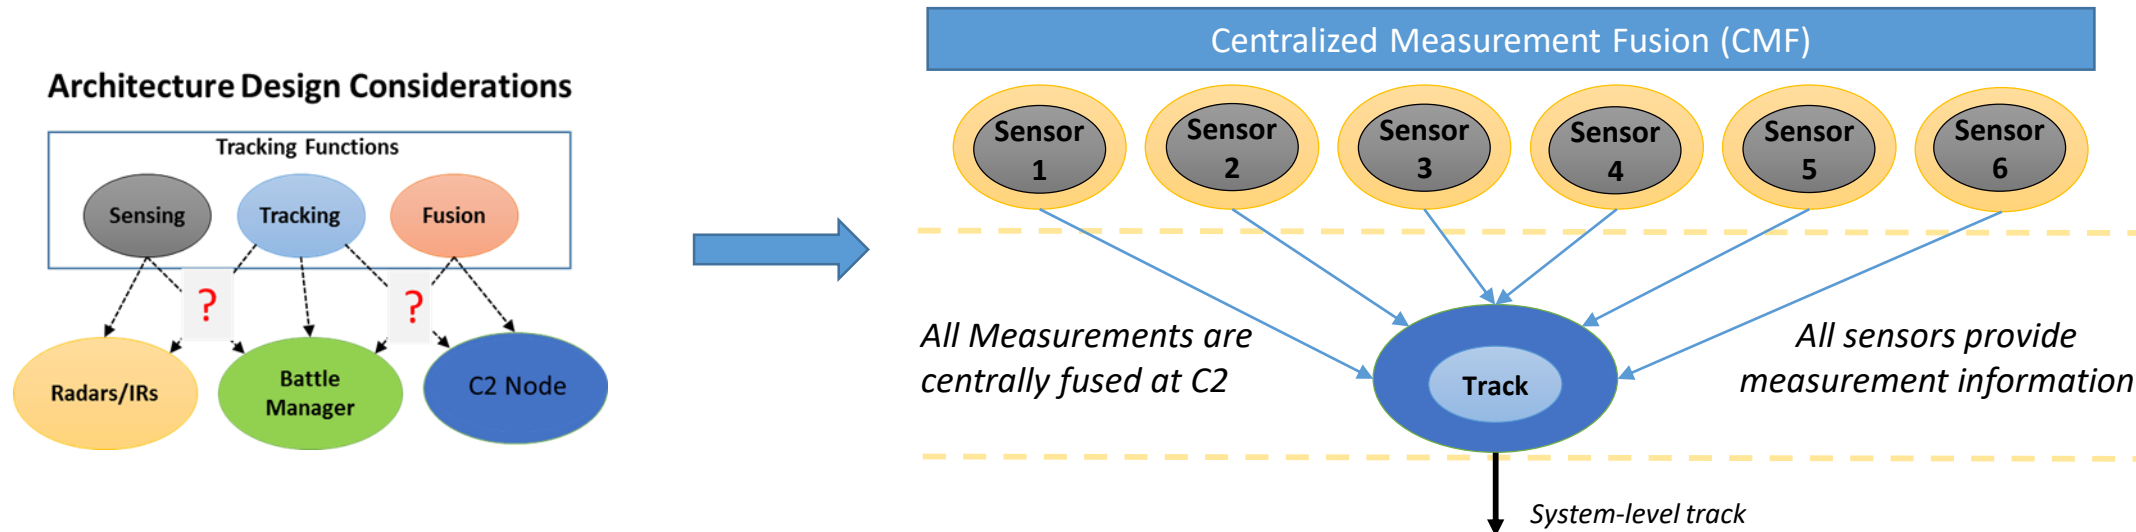 Architecture Design Considerations
Tracking Functions
Sensing
Tracking
Fusion
?
?
Radars/IRs
Battle
Manager
C2 Node
Centralized Measurement Fusion (CMF)
Sensor
1
Sensor
2
Sensor
3
Sensor
4
Sensor
5
Sensor
6
All Measurements are
centrally fused at C2
Track
All sensors provide
measurement information
System-level track